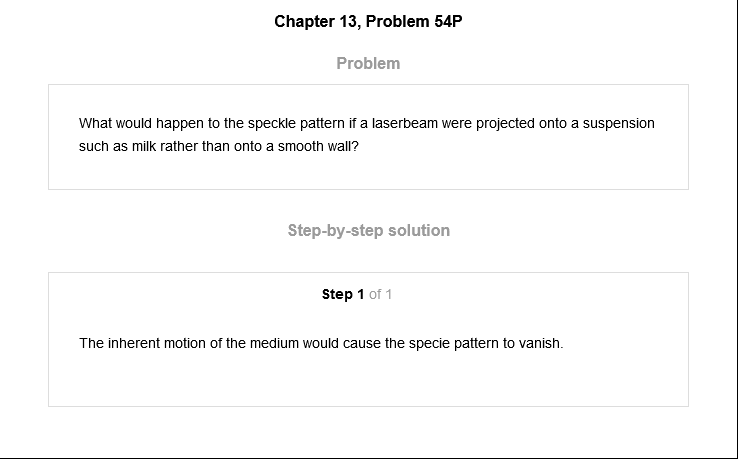 Chapter 13, Problem 54P
Problem
What would happen to the speckle pattern if a laserbeam were projected onto a suspension
such as milk rather than onto a smooth wall?
Step-by-step solution
Step 1 of 1
The inherent motion of the medium would cause the specie pattern to vanish.